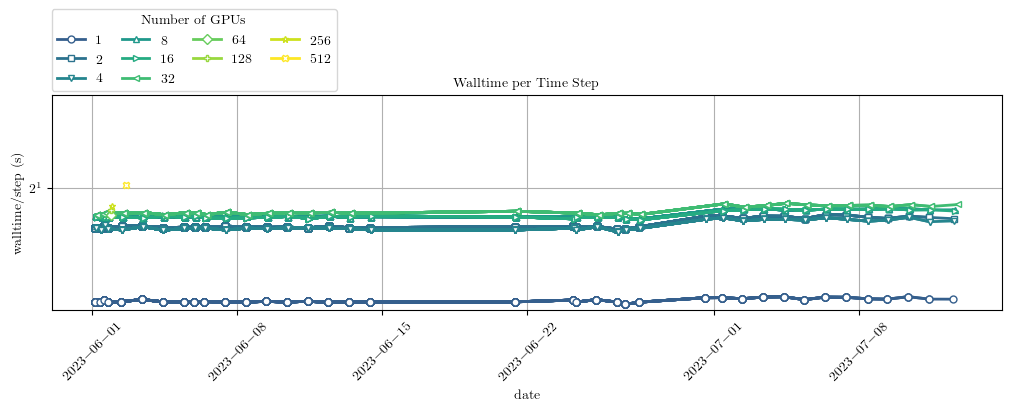 Number of GPUs
1 8 64 256
2 16 128 512
4 32
Walltime per Time Step
walltime/step (s)
2^1
2023−06−01 2023−06−08 2023−06−15 2023−06−22 2023−07−01 2023−07−08
date